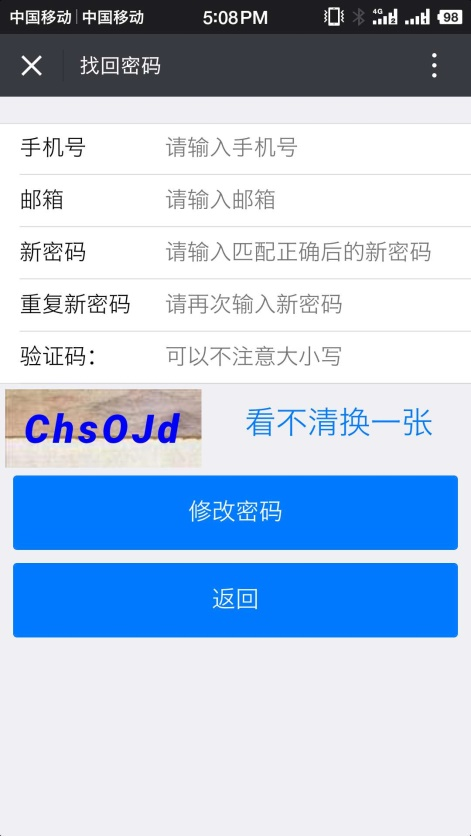 中国移动 中国移动 5:08PM 4G 98
找回密码
手机号 请输入手机号
邮箱 请输入邮箱
新密码 请输入匹配正确后的新密码
重复新密码 请再次输入新密码
验证码： 可以不注意大小写
ChsOJd 看不清换一张
修改密码
返回